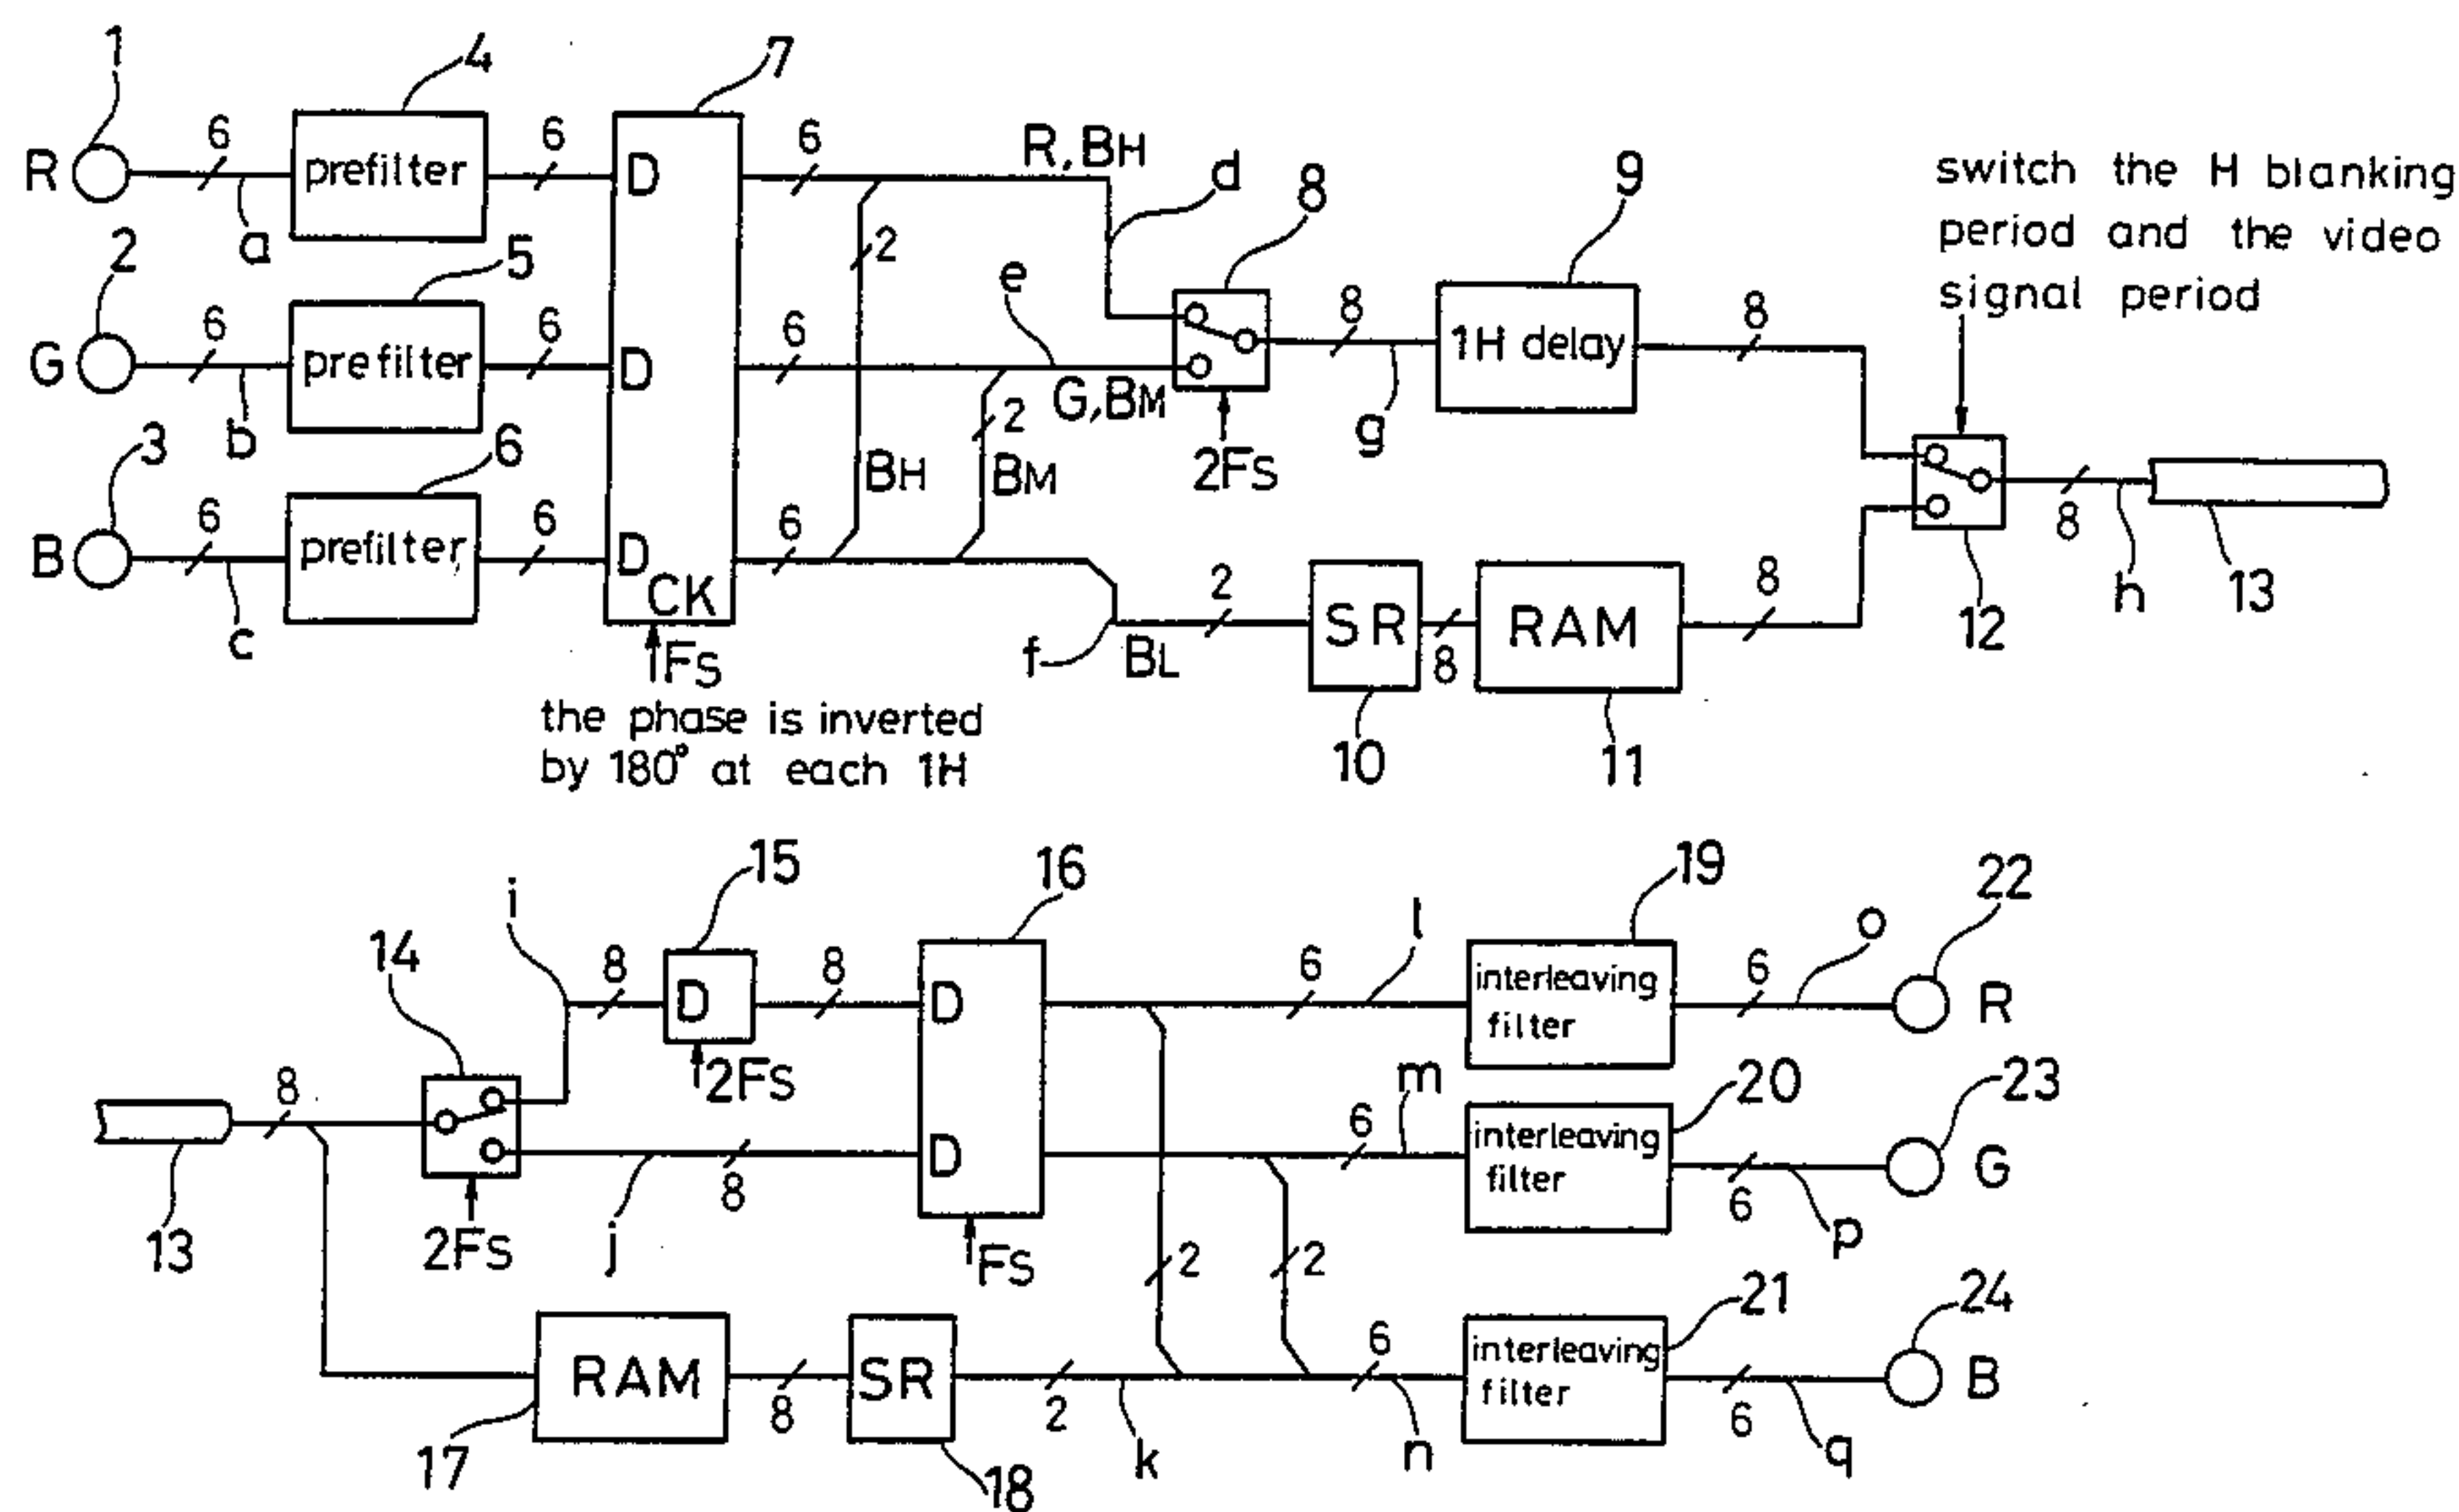 1
4
7
R
6
prefilter
6
D
6
R,BH
d
8
9
switch the H blanking
period and the video
signal period
a
2
2
5
e
G
6
prefilter
6
D
6
8
1H delay
8
b
G,BM
2
g
2FS
3
6
BH
BM
B
6
prefilter
6
D
6
CK
c
FS
f
BL
2
SR
8
RAM
8
10
11
12
8
h
13
the phase is inverted
by 180° at each 1H
15
16
19
22
i
14
8
D
8
D
6
l
interleaving
filter
6
o
R
2FS
8
m
20
23
D
6
interleaving
filter
6
p
G
13
2FS
j
8
FS
2
2
21
24
RAM
8
SR
2
6
interleaving
filter
6
B
17
18
k
n
q